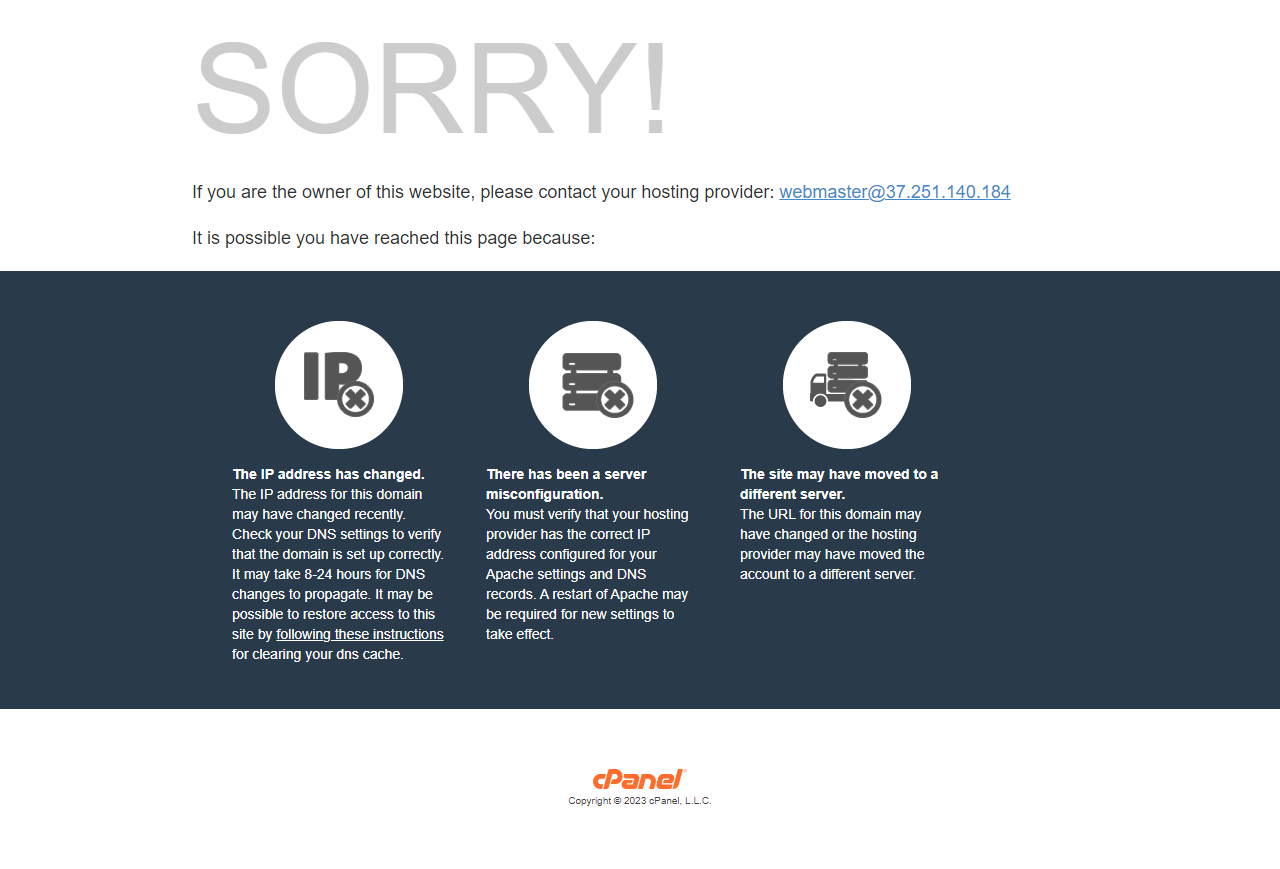 SORRY!
If you are the owner of this website, please contact your hosting provider: webmaster@37.251.140.184
It is possible you have reached this page because:
IP
The IP address has changed.
The IP address for this domain
may have changed recently.
Check your DNS settings to verify
that the domain is set up correctly.
It may take 8-24 hours for DNS
changes to propagate. It may be
possible to restore access to this
site by following these instructions
for clearing your dns cache.
There has been a server
misconfiguration.
You must verify that your hosting
provider has the correct IP
address configured for your
Apache settings and DNS
records. A restart of Apache may
be required for new settings to
take effect.
The site may have moved to a
different server.
The URL for this domain may
have changed or the hosting
provider may have moved the
account to a different server.
cPanel
Copyright © 2023 cPanel, L.L.C.